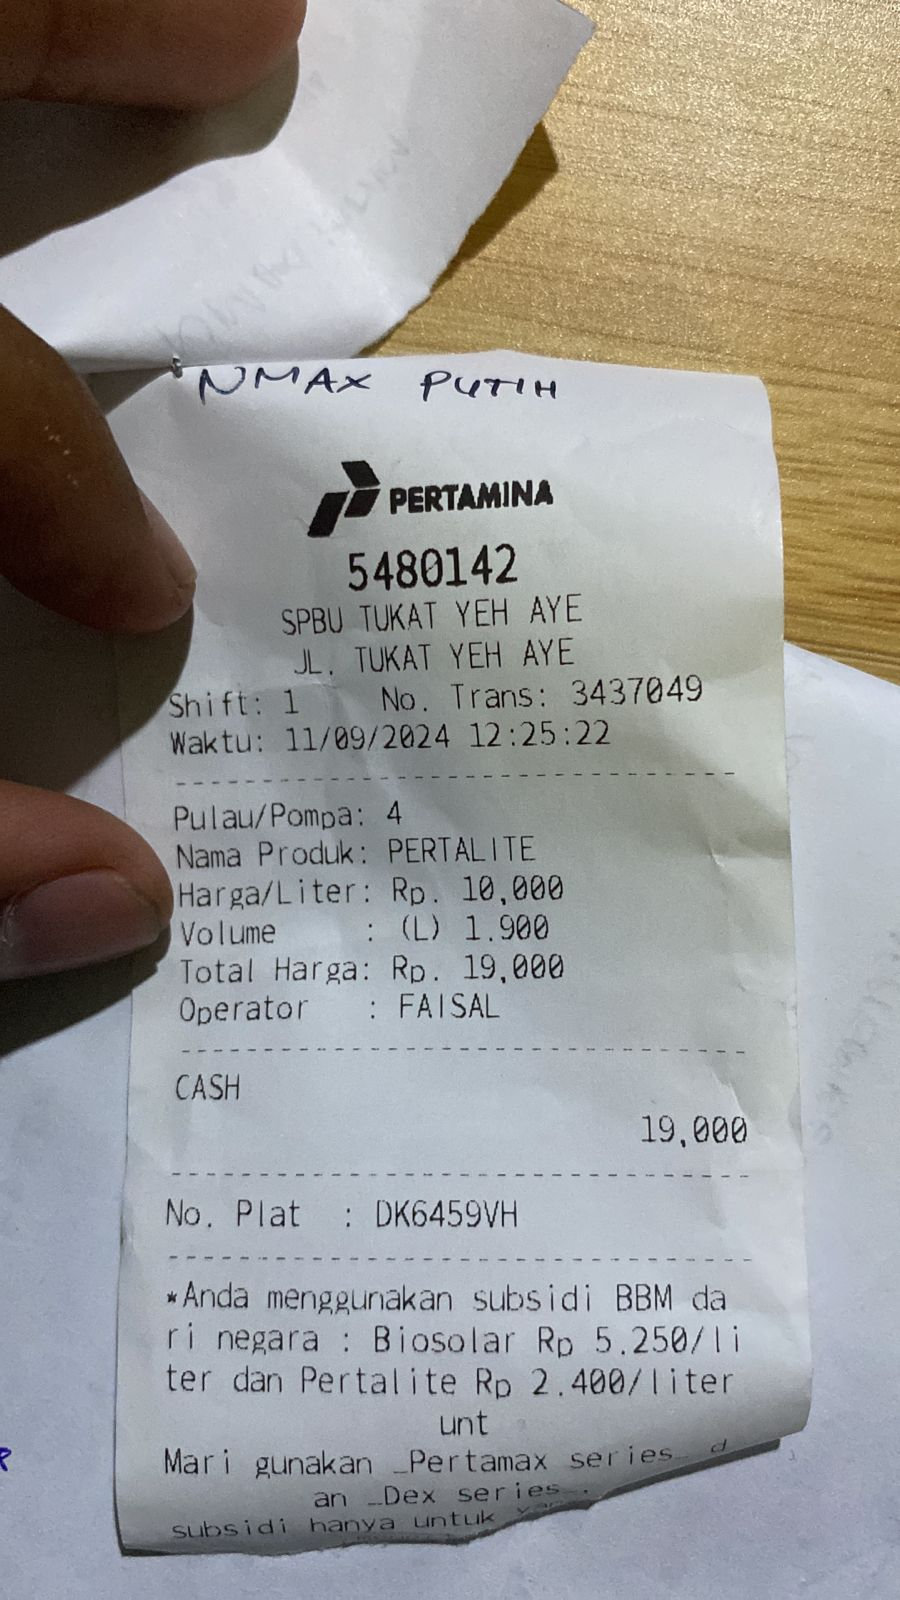 NMAX PUTIH
PERTAMINA
5480142
SPBU TUKAT YEH AYE
JL. TUKAT YEH AYE
Shift: 1 No. Trans: 3437049
Waktu: 11/09/2024 12:25:22
Pulau/Pompa: 4
Nama Produk: PERTALITE
Harga/Liter: Rp. 10,000
Volume : (L) 1.900
Total Harga: Rp. 19,000
Operator : FAISAL
CASH
19,000
No. Plat : DK6459VH
*Anda menggunakan subsidi BBM da
ri negara : Biosolar Rp 5.250/li
ter dan Pertalite Rp 2.400/liter
unt
Mari gunakan _Pertamax series_ d
an _Dex series_.
subsidi hanya untuk